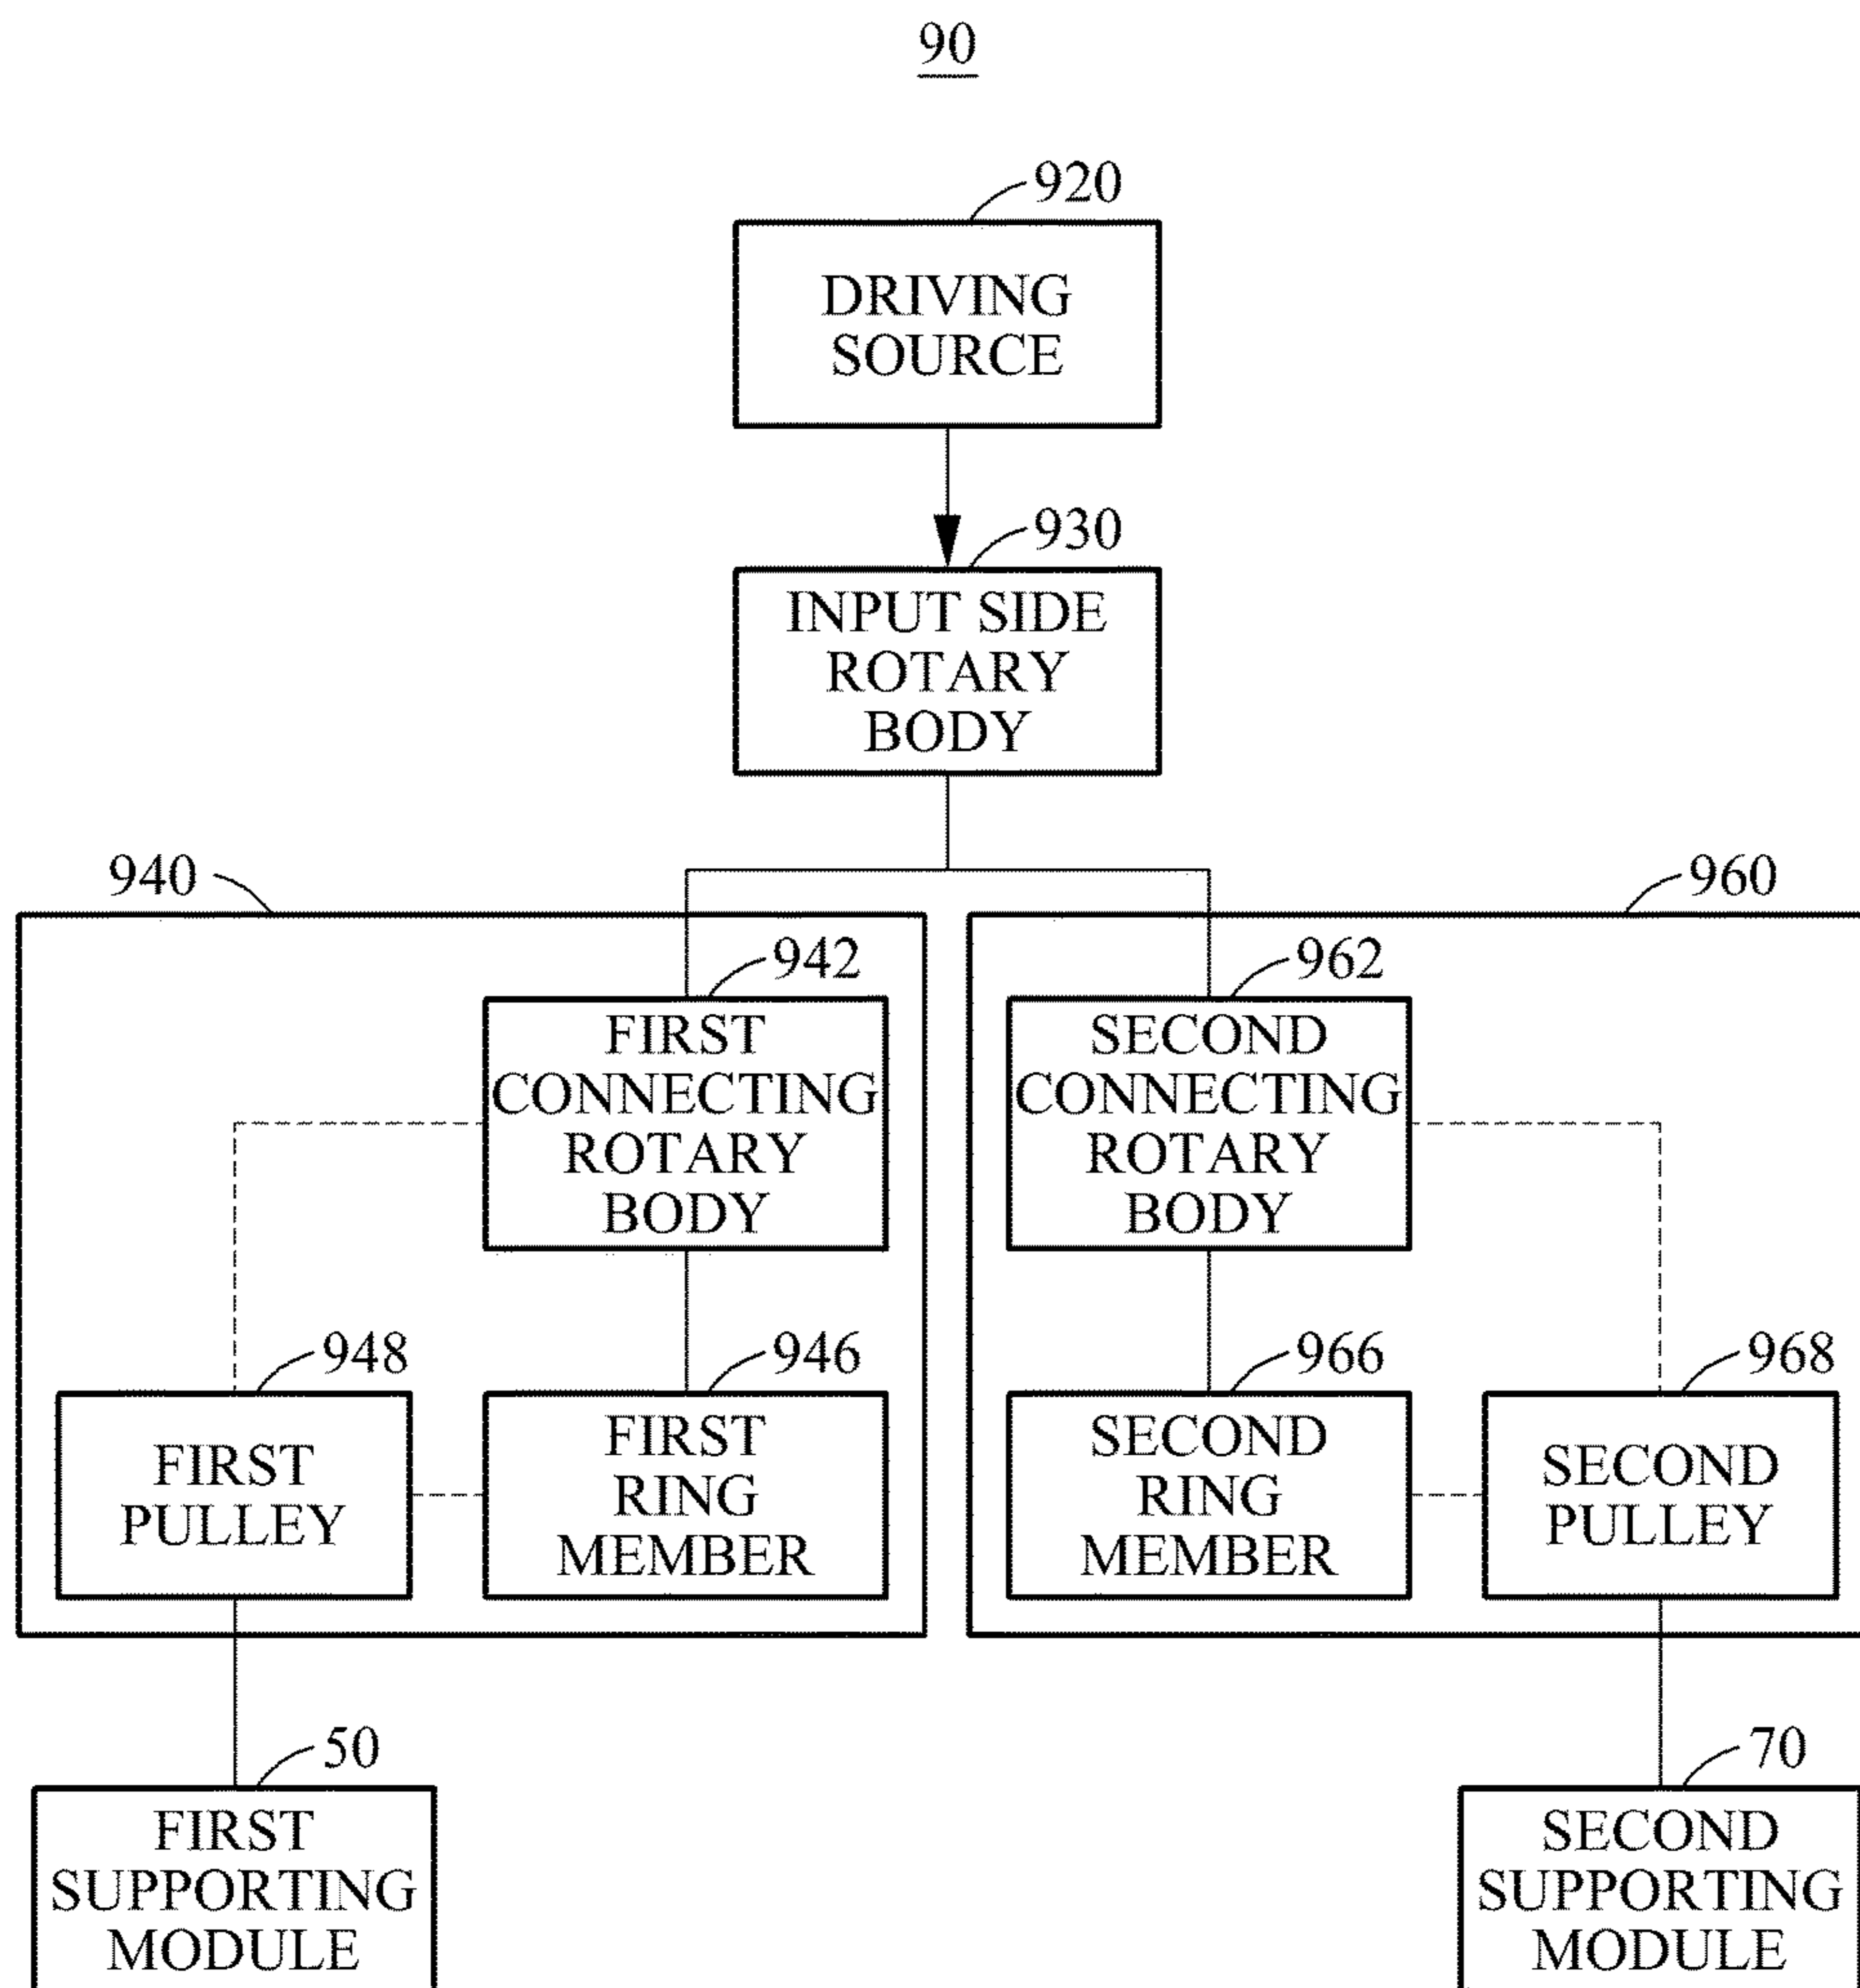 90
920
DRIVING
SOURCE
930
INPUT SIDE
ROTARY
BODY
940
960
942
FIRST
CONNECTING
ROTARY
BODY
962
SECOND
CONNECTING
ROTARY
BODY
948
FIRST
PULLEY
946
FIRST
RING
MEMBER
966
SECOND
RING
MEMBER
968
SECOND
PULLEY
50
FIRST
SUPPORTING
MODULE
70
SECOND
SUPPORTING
MODULE